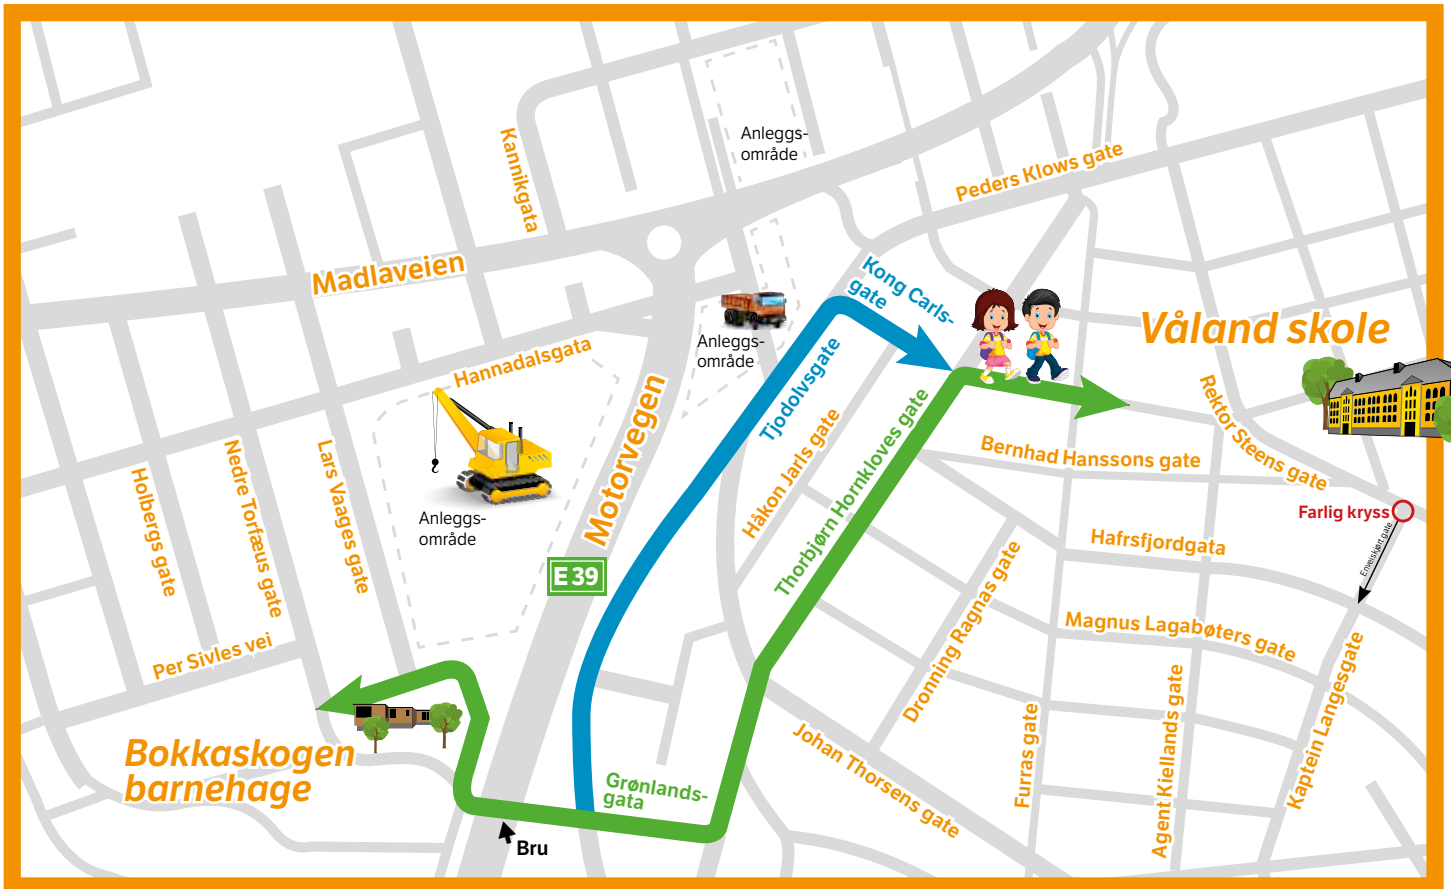 Anleggs-
område
Kannikgata
Peders Klows gate
Madlaveien
Kong Carls-
gate
Våland skole
Anleggs-
område
Hannadalsgata
Tjodolvsgate
Rektor Steens gate
Motorvegen
Håkon Jarls gate
Thorbjørn Hornkloves gate
Bernhad Hanssons gate
Holbergs gate
Nedre Torfæus gate
Lars Vaages gate
Anleggs-
område
Farlig kryss
Enveiskjørt gate
Hafrsfjordgata
E 39
Magnus Lagabøters gate
Per Sivles vei
Dronning Ragnas gate
Kaptein Langesgate
Agent Kiellands gate
Furras gate
Johan Thorsens gate
Bokkaskogen
barnehage
Grønlands-
gata
Bru